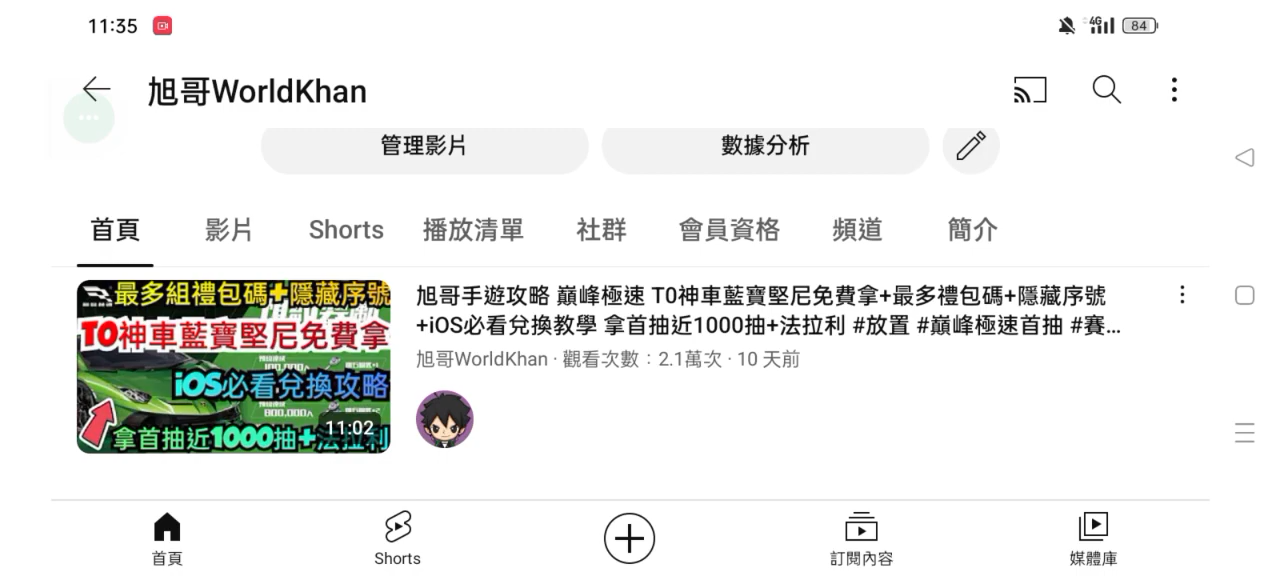 11:35
4G
84
旭哥WorldKhan
管理影片
數據分析
首頁
影片
Shorts
播放清單
社群
會員資格
頻道
簡介
最多組禮包碼+隱藏序號
T0神車藍寶堅尼免費拿
iOS必看兌換攻略
800,000人
拿首抽近1000抽+法拉利
11:02
旭哥手遊攻略 巔峰極速 T0神車藍寶堅尼免費拿+最多禮包碼+隱藏序號
+iOS必看兌換教學 拿首抽近1000抽+法拉利 #放置 #巔峰極速首抽 #賽...
旭哥WorldKhan · 觀看次數：2.1萬次 · 10 天前
首頁
Shorts
訂閱內容
媒體庫